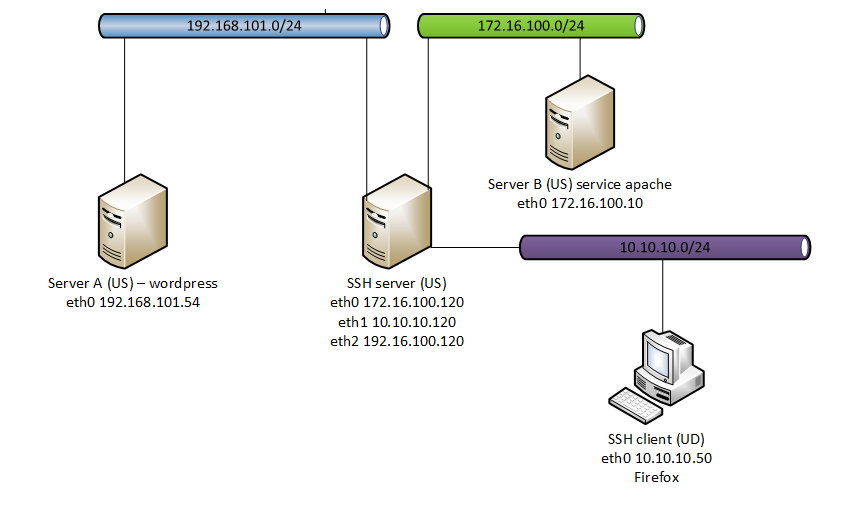 192.168.101.0/24
172.16.100.0/24
Server B (US) service apache
eth0 172.16.100.10
10.10.10.0/24
Server A (US) – wordpress
eth0 192.168.101.54
SSH server (US)
eth0 172.16.100.120
eth1 10.10.10.120
eth2 192.16.100.120
SSH client (UD)
eth0 10.10.10.50
Firefox